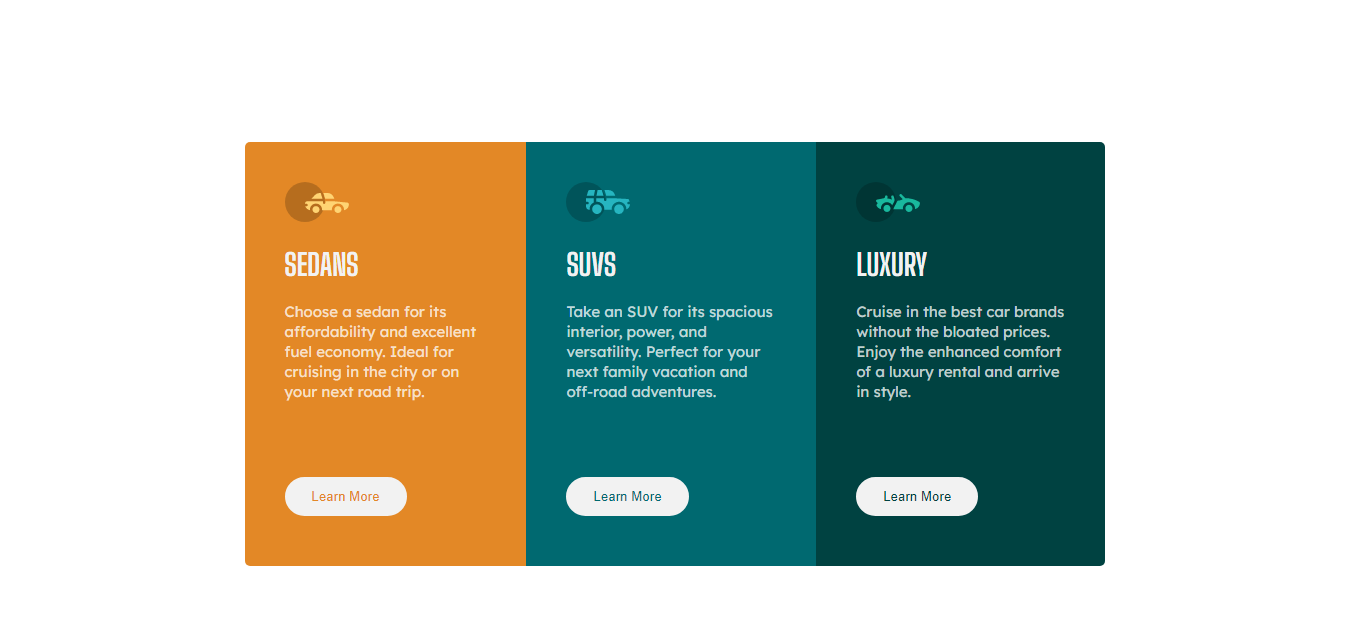 SEDANS
Choose a sedan for its
affordability and excellent
fuel economy. Ideal for
cruising in the city or on
your next road trip.
Learn More
SUVS
Take an SUV for its spacious
interior, power, and
versatility. Perfect for your
next family vacation and
off-road adventures.
Learn More
LUXURY
Cruise in the best car brands
without the bloated prices.
Enjoy the enhanced comfort
of a luxury rental and arrive
in style.
Learn More